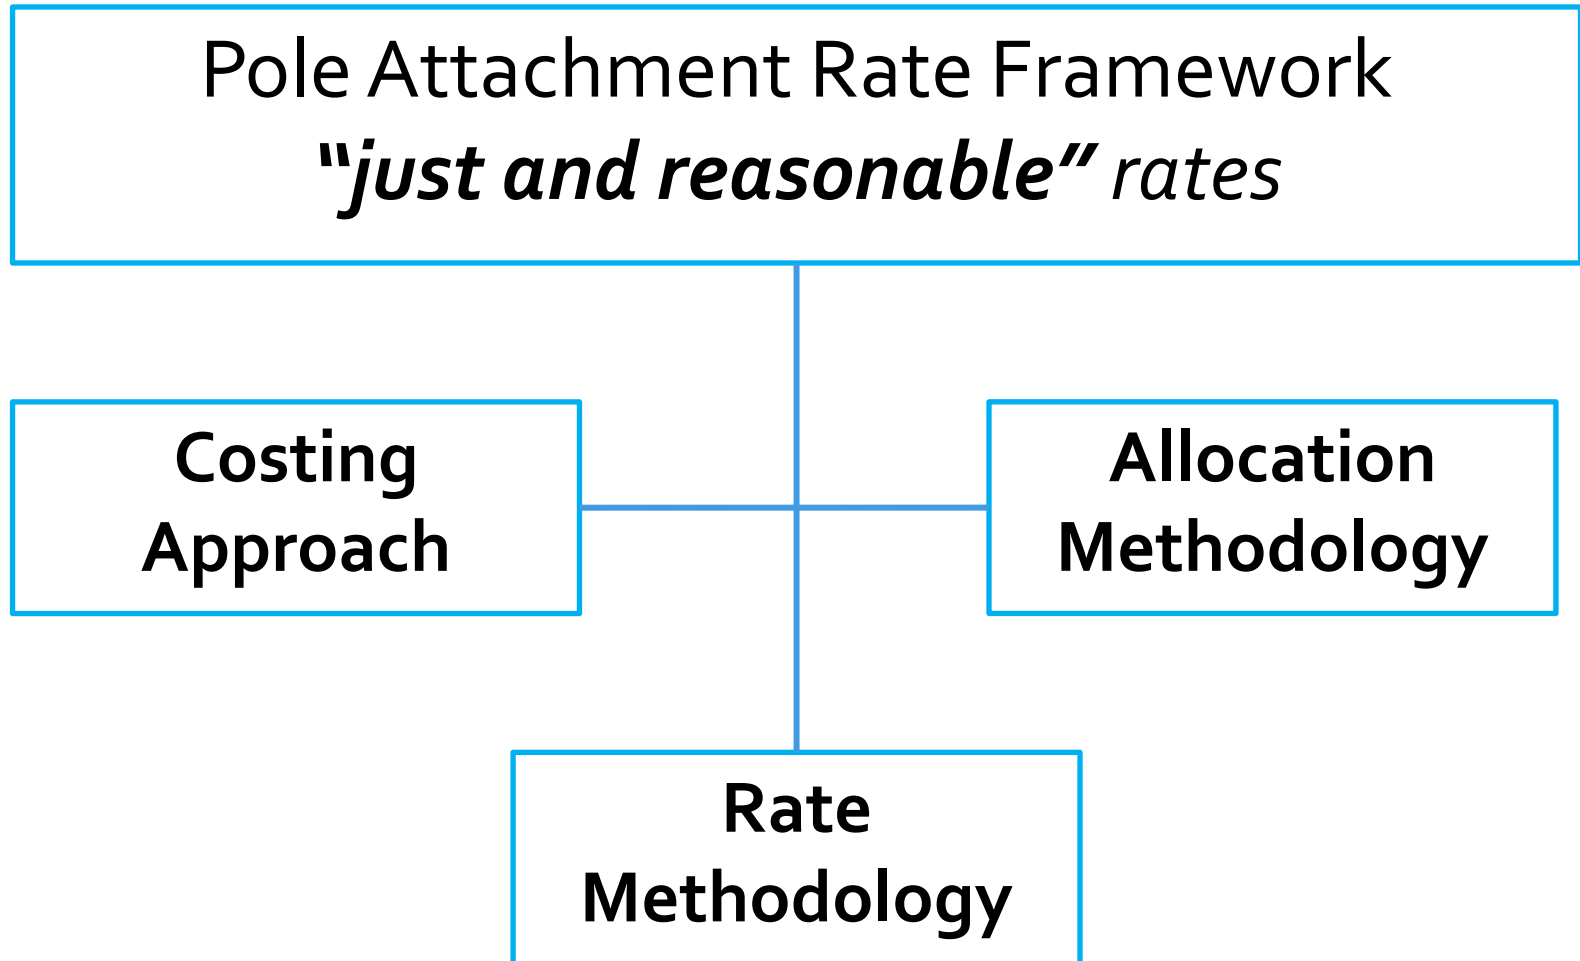 Pole Attachment Rate Framework
“just and reasonable” rates
Costing
Approach
Allocation
Methodology
Rate
Methodology